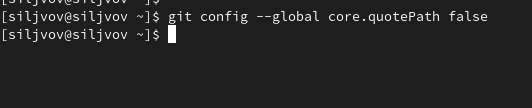 [siljvov@siljvov ~]$ git config --global core.quotePath false
[siljvov@siljvov ~]$